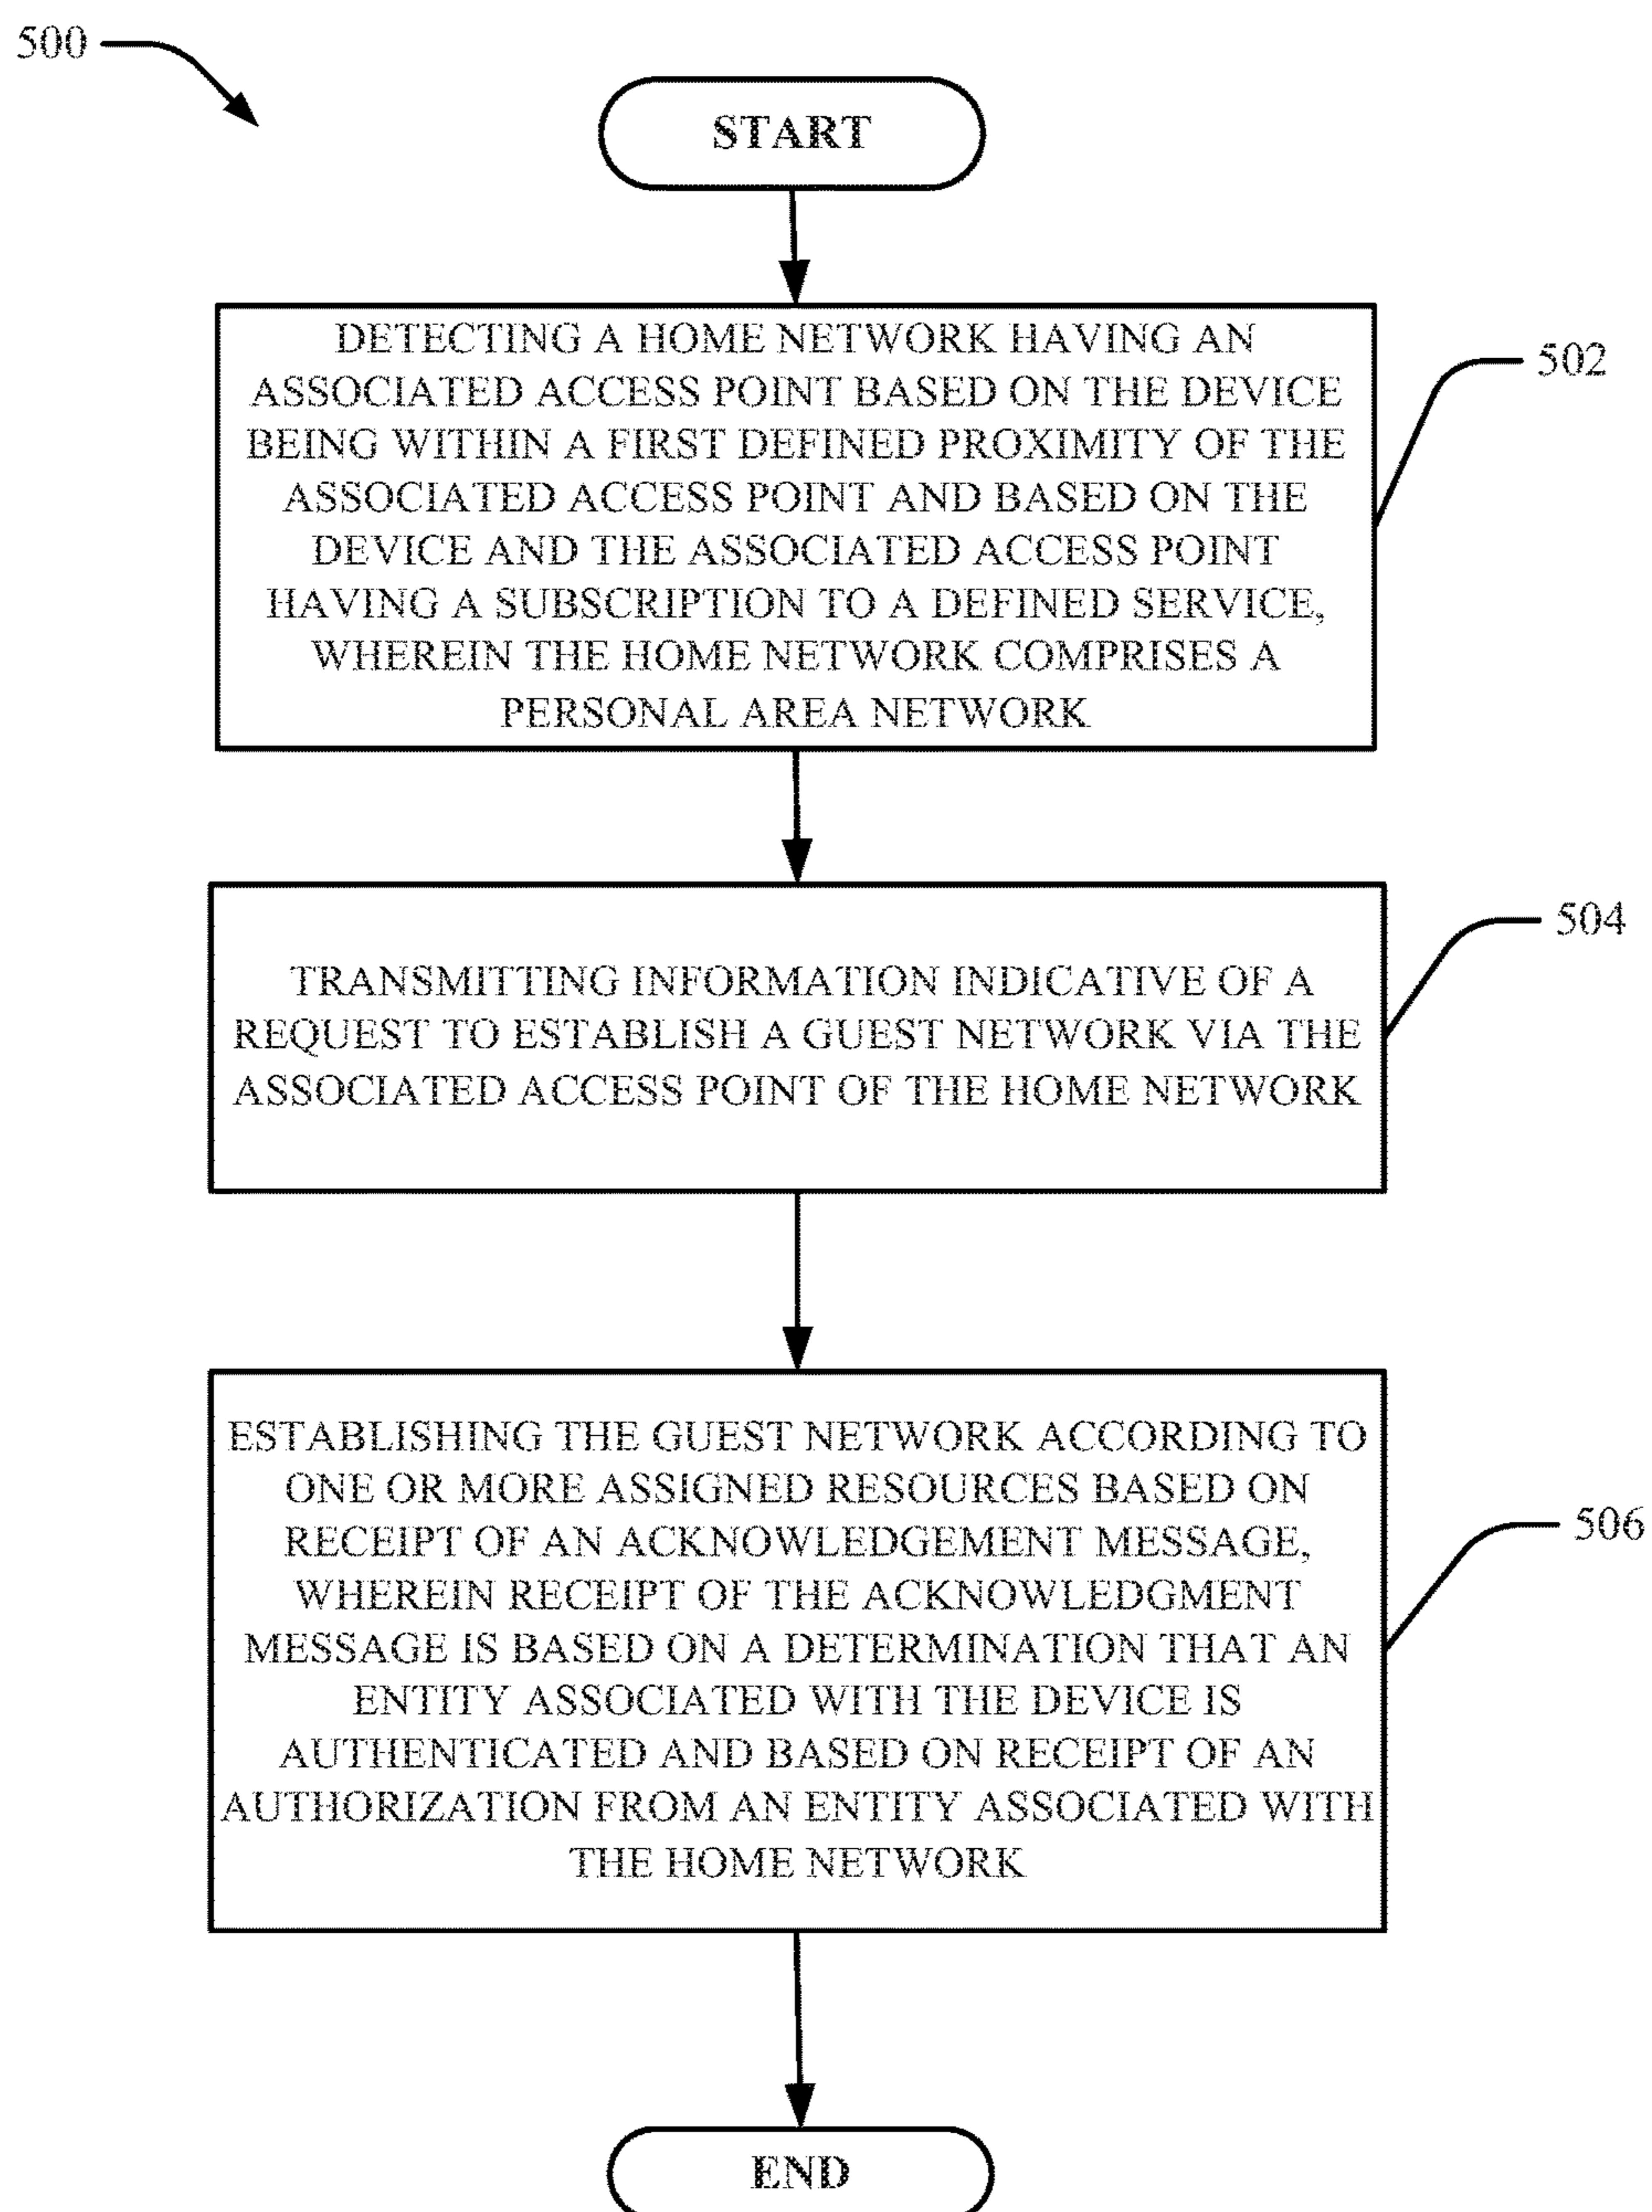 500
START
DETECTING A HOME NETWORK HAVING AN
ASSOCIATED ACCESS POINT BASED ON THE DEVICE
BEING WITHIN A FIRST DEFINED PROXIMITY OF THE
ASSOCIATED ACCESS POINT AND BASED ON THE
DEVICE AND THE ASSOCIATED ACCESS POINT
HAVING A SUBSCRIPTION TO A DEFINED SERVICE,
WHEREIN THE HOME NETWORK COMPRISES A
PERSONAL AREA NETWORK
502
TRANSMITTING INFORMATION INDICATIVE OF A
REQUEST TO ESTABLISH A GUEST NETWORK VIA THE
ASSOCIATED ACCESS POINT OF THE HOME NETWORK
504
ESTABLISHING THE GUEST NETWORK ACCORDING TO
ONE OR MORE ASSIGNED RESOURCES BASED ON
RECEIPT OF AN ACKNOWLEDGEMENT MESSAGE,
WHEREIN RECEIPT OF THE ACKNOWLEDGMENT
MESSAGE IS BASED ON A DETERMINATION THAT AN
ENTITY ASSOCIATED WITH THE DEVICE IS
AUTHENTICATED AND BASED ON RECEIPT OF AN
AUTHORIZATION FROM AN ENTITY ASSOCIATED WITH
THE HOME NETWORK
506
END